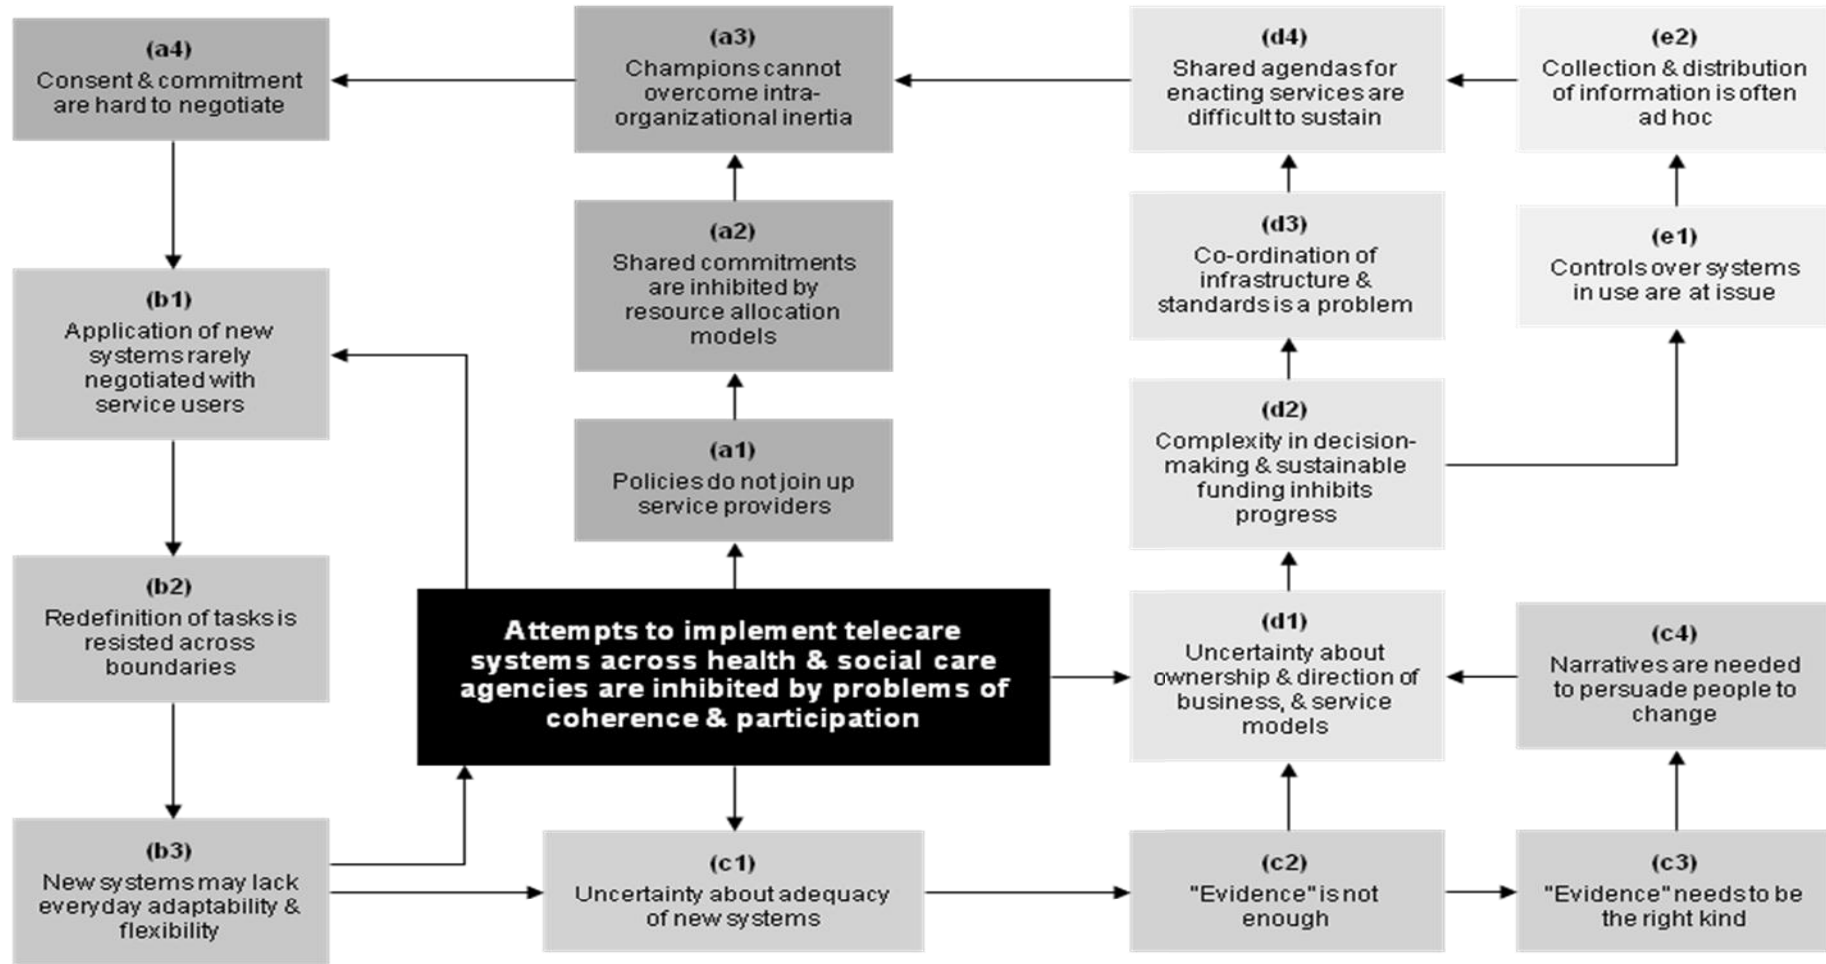 (a4)
Consent & commitment
are hard to negotiate
(a3)
Champions cannot
overcome intra-
organizational inertia
(d4)
Shared agendas for
enacting services are
difficult to sustain
(e2)
Collection & distribution
of information is often
ad hoc
(b1)
Application of new
systems rarely
negotiated with
service users
(a2)
Shared commitments
are inhibited by
resource allocation
models
(d3)
Co-ordination of
infrastructure &
standards is a problem
(e1)
Controls over systems
in use are at issue
(a1)
Policies do not join up
service providers
(d2)
Complexity in decision-
making & sustainable
funding inhibits
progress
(b2)
Redefinition of tasks is
resisted across
boundaries
Attempts to implement telecare
systems across health & social care
agencies are inhibited by problems of
coherence & participation
(d1)
Uncertainty about
ownership & direction of
business, & service
models
(c4)
Narratives are needed
to persuade people to
change
(b3)
New systems may lack
everyday adaptability &
flexibility
(c1)
Uncertainty about adequacy
of new systems
(c2)
"Evidence" is not
enough
(c3)
"Evidence" needs to be
the right kind